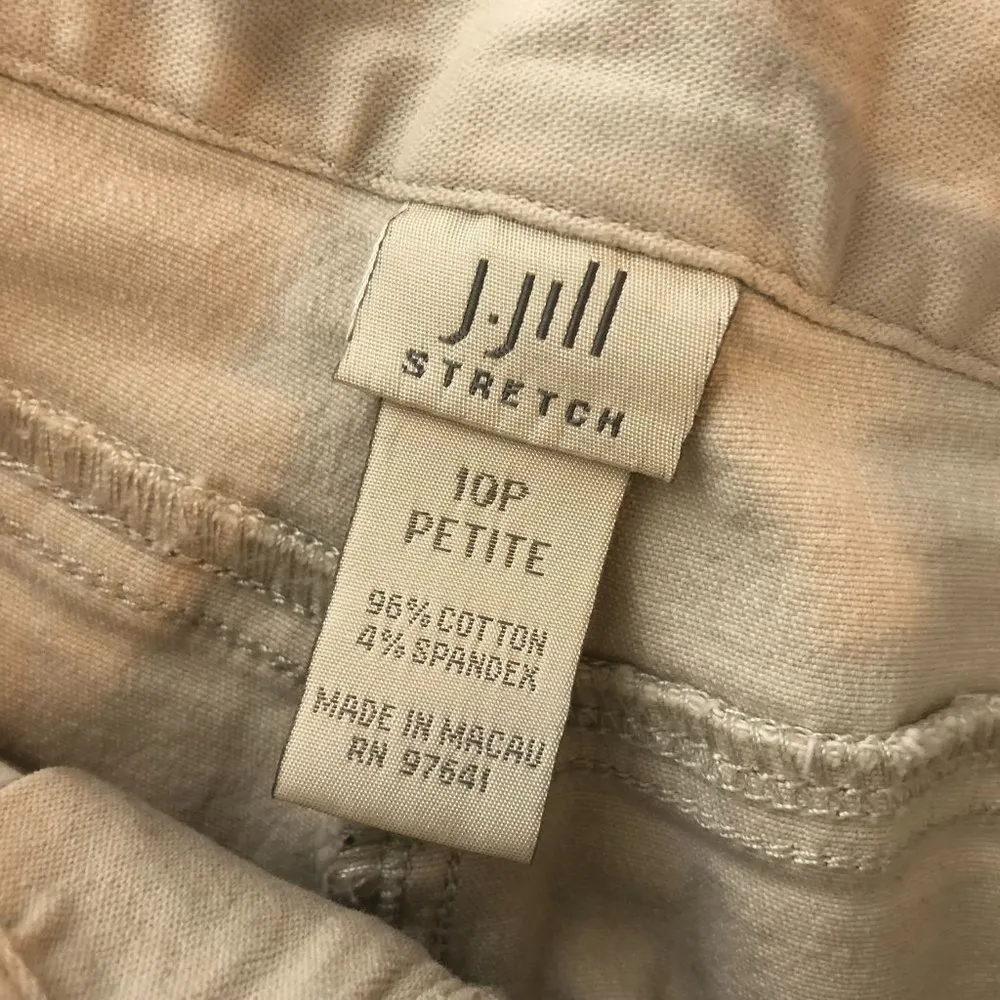 J.Jill
STRETCH
10P
PETITE
96% COTTON
4% SPANDEX
MADE IN MACAU
RN 97641